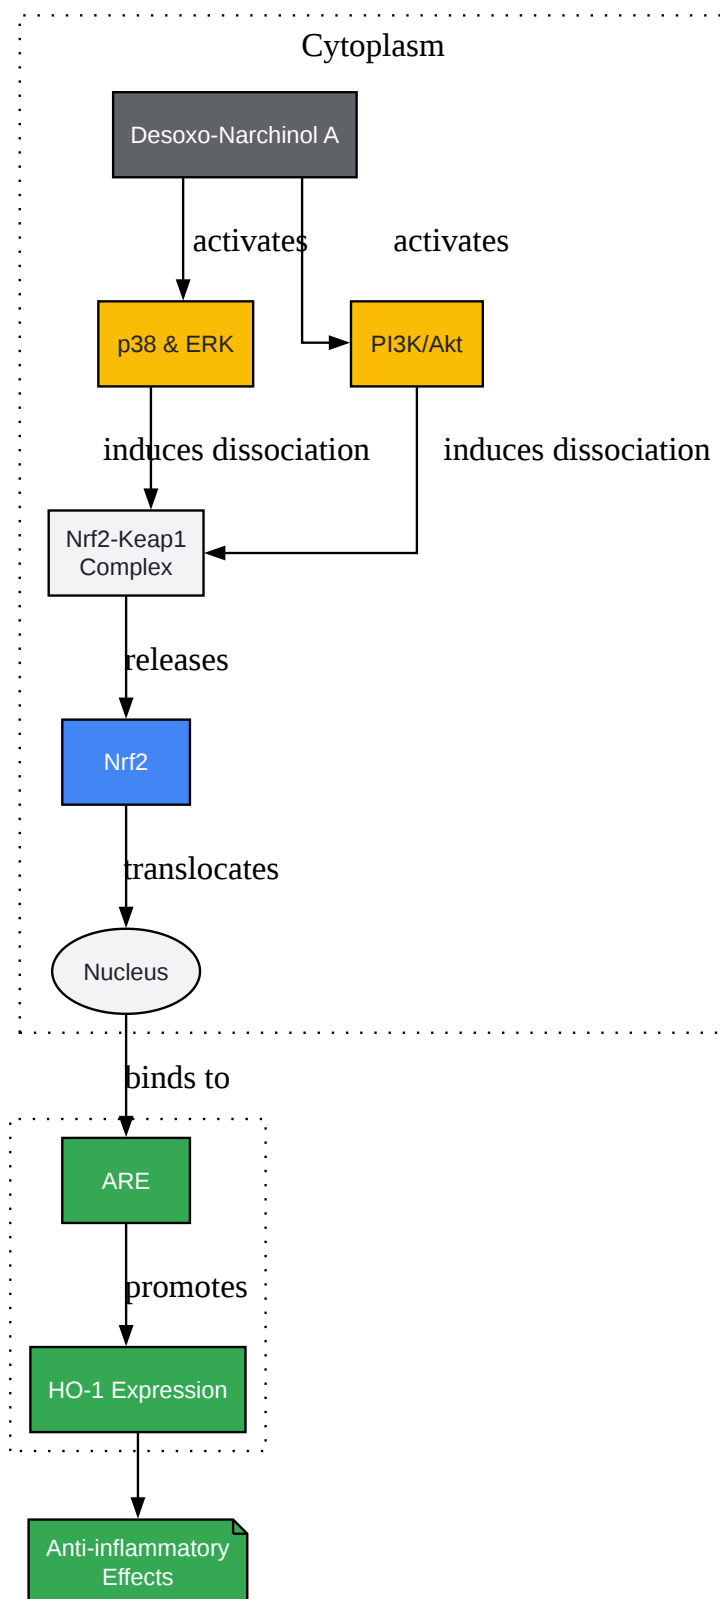 Cytoplasm
Desoxo-Narchinol A
activates
activates
p38 & ERK
PI3K/Akt
induces dissociation
induces dissociation
Nrf2-Keap1
Complex
releases
Nrf2
translocates
Nucleus
binds to
ARE
promotes
HO-1 Expression
Anti-inflammatory
Effects